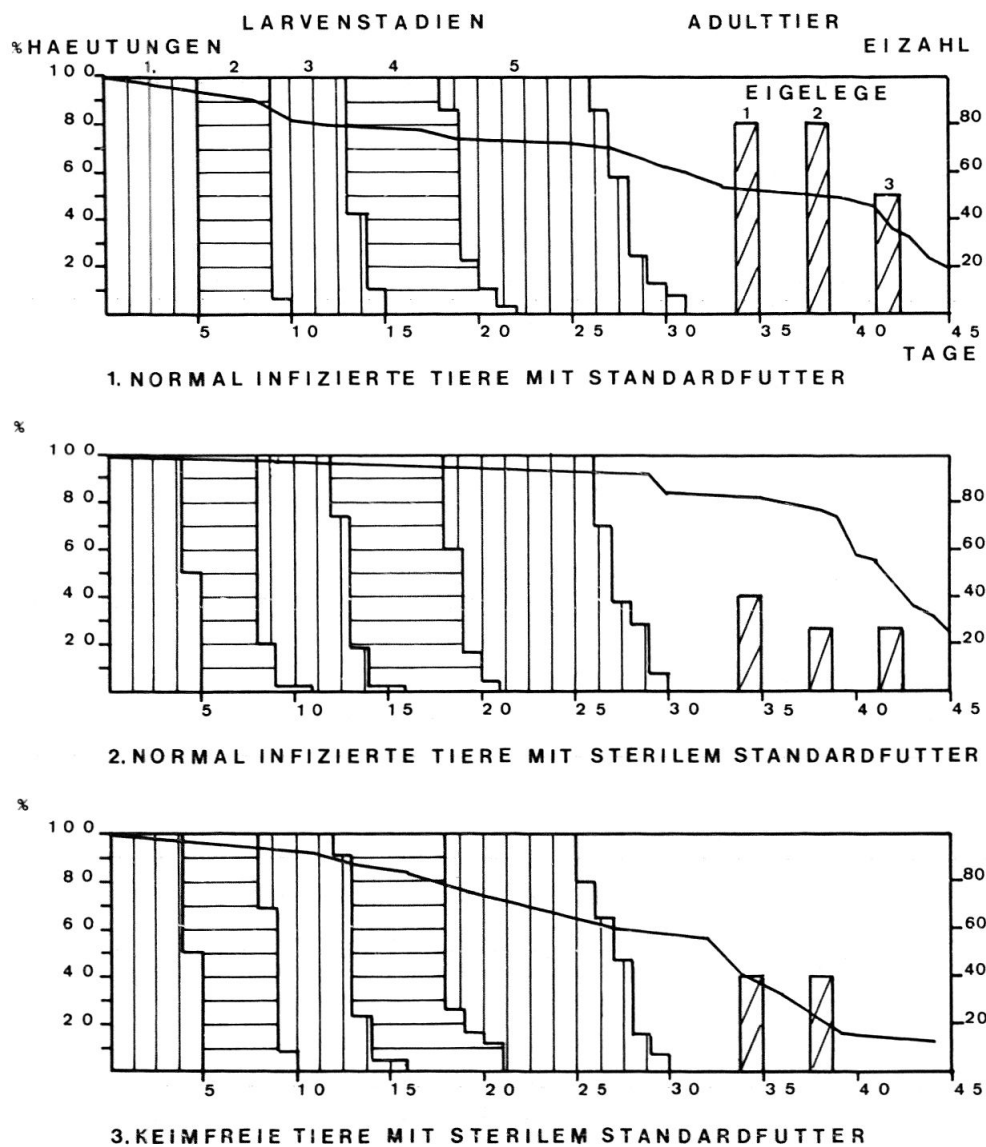 LARVENSTADIEN ADULTTIER
%HAEUTUNGEN EIZAHL
100 1. 2 3 4 5
EIGELEGE
80 1 2 80
60 3 60
40 40
20 20
5 10 15 20 25 30 35 40 45
TAGE
1. NORMAL INFIZIERTE TIERE MIT STANDARDFUTTER
%
100
80 80
60 60
40 40
20 20
5 10 15 20 25 30 35 40 45
2. NORMAL INFIZIERTE TIERE MIT STERILEM STANDARDFUTTER
%
100
80 80
60 60
40 40
20 20
5 10 15 20 25 30 35 40 45
3. KEIMFREIE TIERE MIT STERILEM STANDARDFUTTER